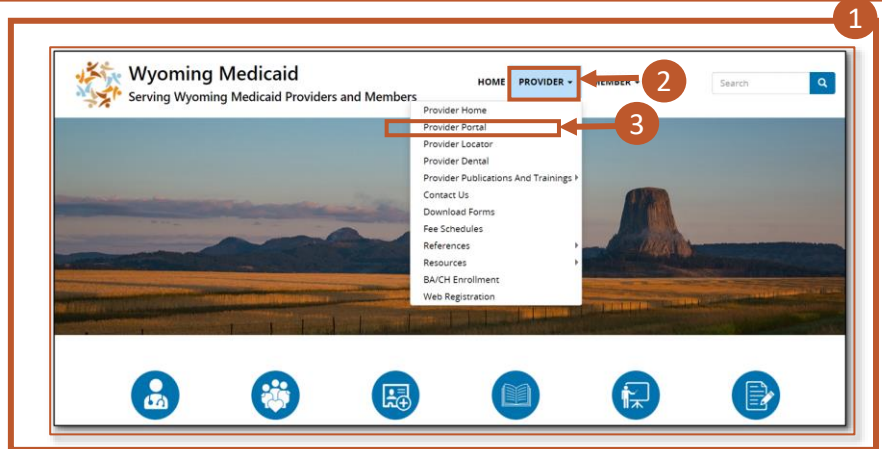 1
Wyoming Medicaid
Serving Wyoming Medicaid Providers and Members
HOME PROVIDER MEMBER
2
Search
Provider Home
Provider Portal
3
Provider Locator
Provider Dental
Provider Publications And Trainings
Contact Us
Download Forms
Fee Schedules
References
Resources
BA/CH Enrollment
Web Registration